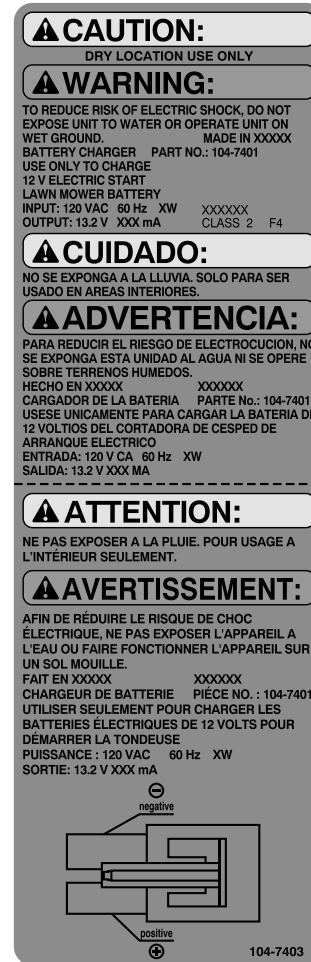 CAUTION:
DRY LOCATION USE ONLY
WARNING:
TO REDUCE RISK OF ELECTRIC SHOCK, DO NOT
EXPOSE UNIT TO WATER OR OPERATE UNIT ON
WET GROUND. MADE IN XXXXX
BATTERY CHARGER PART NO.: 104-7401
USE ONLY TO CHARGE
12 V ELECTRIC START
LAWN MOWER BATTERY
INPUT: 120 VAC 60 Hz XW XXXXXX
OUTPUT: 13.2 V XXX mA CLASS 2 F4
CUIDADO:
NO SE EXPONGA A LA LLUVIA. SOLO PARA SER
USADO EN AREAS INTERIORES.
ADVERTENCIA:
PARA REDUCIR EL RIESGO DE ELECTROCUCION, NO
SE EXPONGA ESTA UNIDAD AL AGUA NI SE OPERE
SOBRE TERRENOS HUMEDOS.
HECHO EN XXXXX XXXXXX
CARGADOR DE LA BATERIA PARTE No.: 104-7401
USESE UNICAMENTE PARA CARGAR LA BATERIA DE
12 VOLTIOS DEL CORTADORA DE CESPED DE
ARRANQUE ELECTRICO
ENTRADA: 120 V CA 60 Hz XW
SALIDA: 13.2 V XXX MA
ATTENTION:
NE PAS EXPOSER A LA PLUIE. POUR USAGE A
L'INTÉRIEUR SEULEMENT.
AVERTISSEMENT:
AFIN DE RÉDUIRE LE RISQUE DE CHOC
ÉLECTRIQUE, NE PAS EXPOSER L'APPAREIL A
L'EAU OU FAIRE FONCTIONNER L'APPAREIL SUR
UN SOL MOUILLE.
FAIT EN XXXXX XXXXXX
CHARGEUR DE BATTERIE PIÉCE NO. : 104-7401
UTILISER SEULEMENT POUR CHARGER LES
BATTERIES ÉLECTRIQUES DE 12 VOLTS POUR
DÉMARRER LA TONDEUSE
PUISSANCE : 120 VAC 60 Hz XW
SORTIE: 13.2 V XXX mA
negative
positive
104-7403